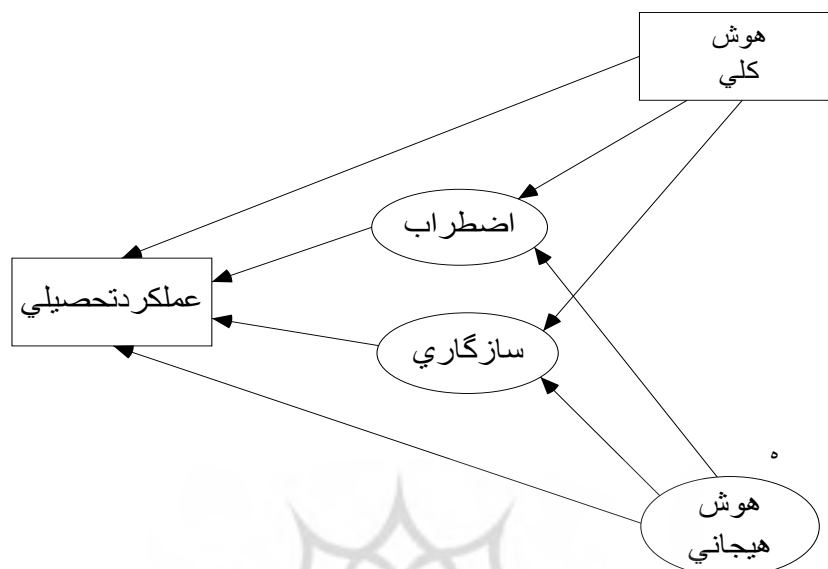 هوش
كلي
اضطراب
عملكردتحصيلي
سازگاري
ه
هوش
هيجاني